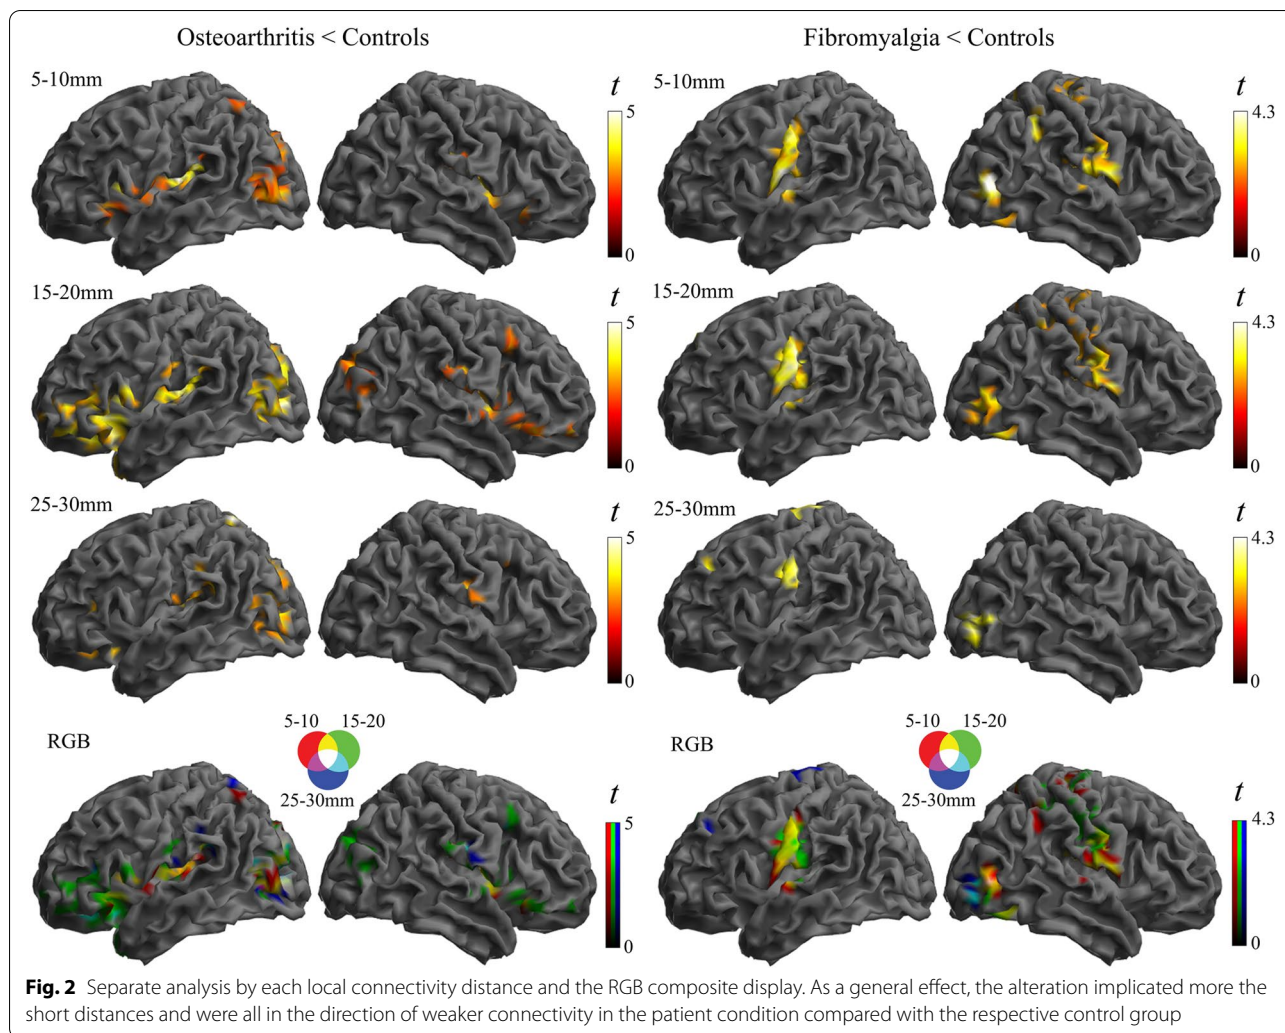 Osteoarthritis < Controls
Fibromyalgia < Controls
5-10mm
t
5
0
5-10mm
t
4.3
0
15-20mm
t
5
0
15-20mm
t
4.3
0
25-30mm
t
5
0
25-30mm
t
4.3
0
RGB
5-10 15-20
25-30mm
t
5
0
RGB
5-10 15-20
25-30mm
t
4.3
0
Fig. 2 Separate analysis by each local connectivity distance and the RGB composite display. As a general effect, the alteration implicated more the
short distances and were all in the direction of weaker connectivity in the patient condition compared with the respective control group